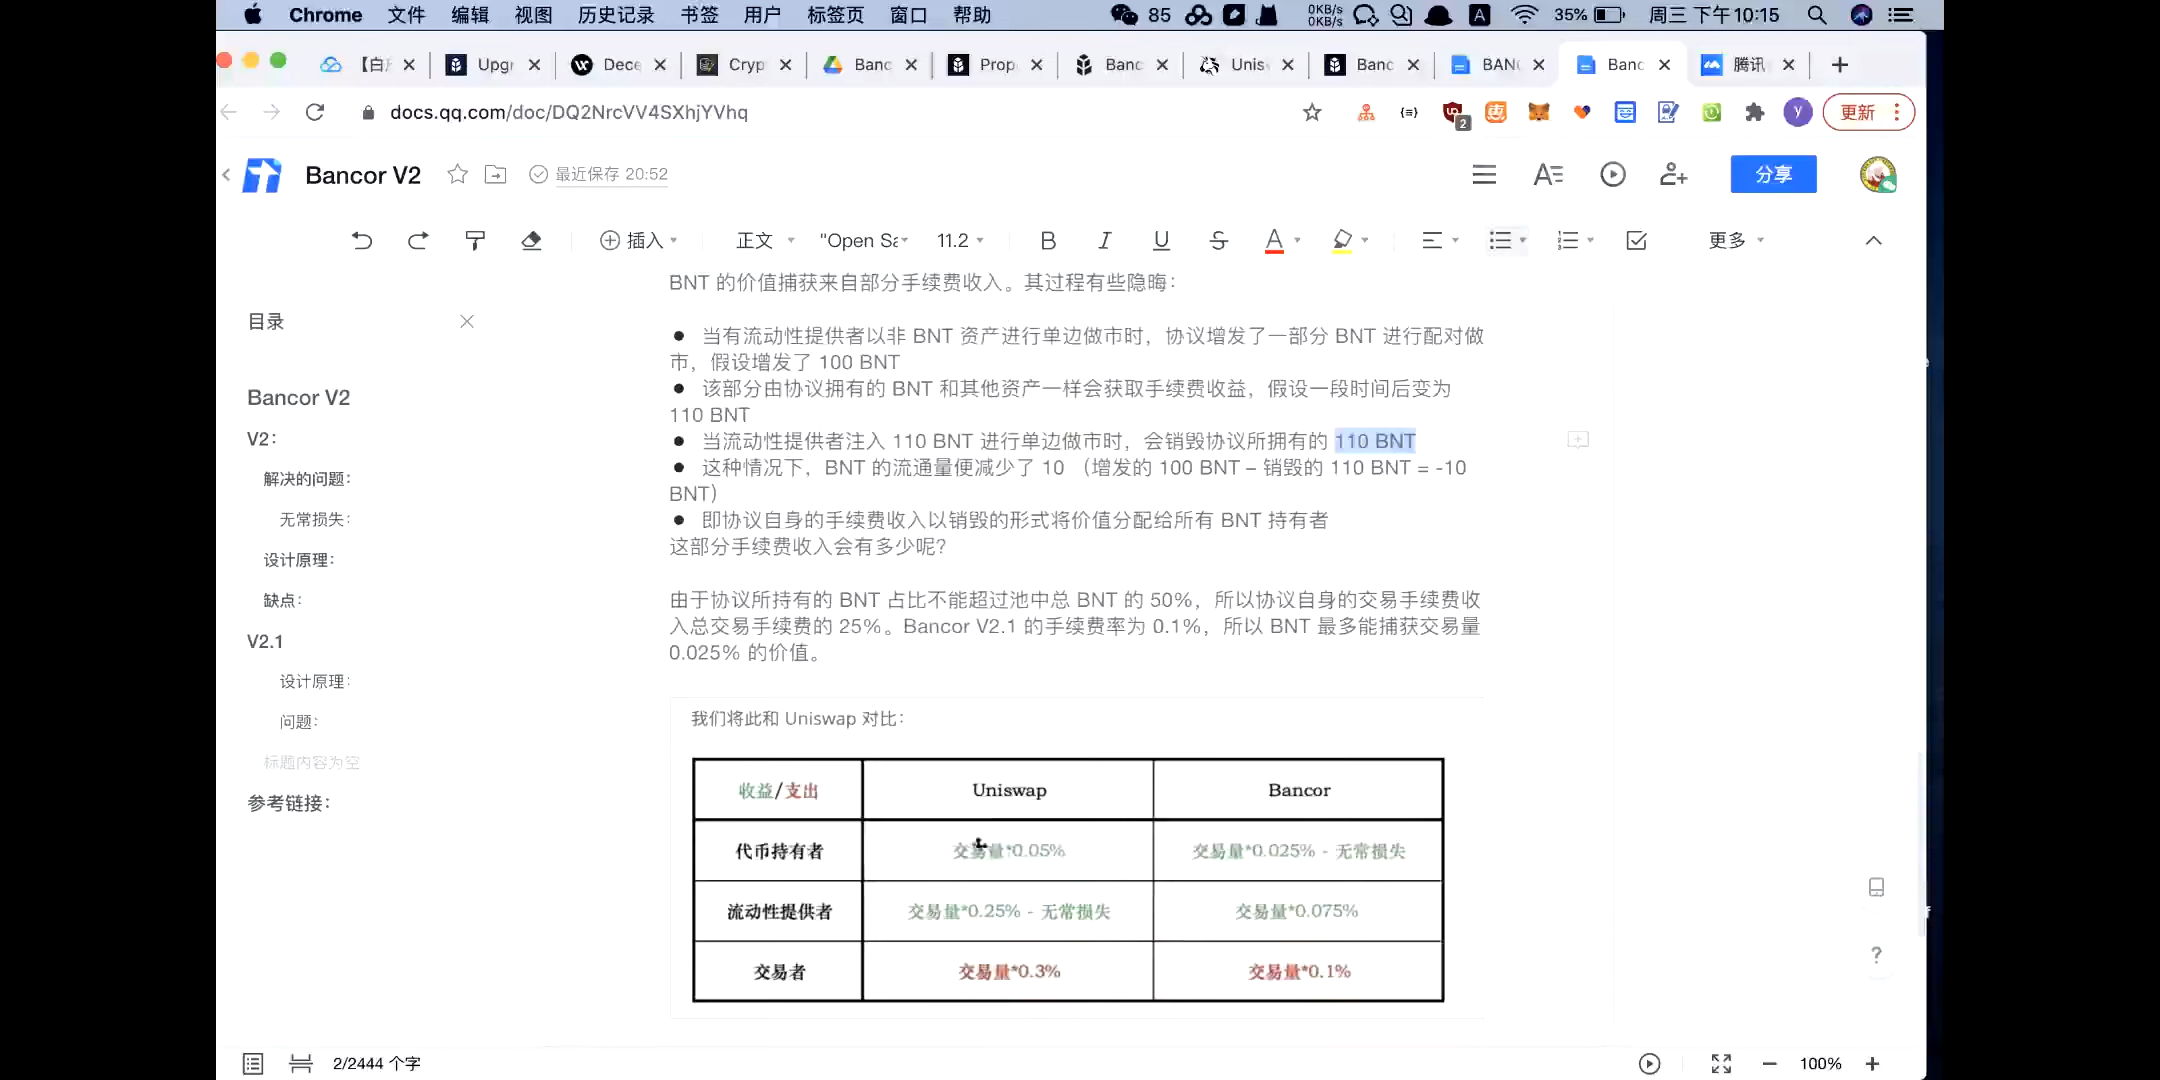 Chrome 文件 编辑 视图 历史记录 书签 用户 标签页 窗口 帮助 85 0KB/s 0KB/s A 35% 周三 下午10:15
【白 Upgr Dece Cryp Banc Prop Banc Unis Banc BAN Banc 腾讯
docs.qq.com/doc/DQ2NrcVV4SXhjYVhq 2 y 更新
Bancor V2 最近保存 20:52 分享
插入 正文 "Open Sa 11.2 B I U S A 更多
目录
Bancor V2
V2：
解决的问题：
无常损失：
设计原理：
缺点：
V2.1
设计原理：
问题：
标题内容为空
参考链接：
BNT 的价值捕获来自部分手续费收入。其过程有些隐晦：
● 当有流动性提供者以非 BNT 资产进行单边做市时，协议增发了一部分 BNT 进行配对做
市，假设增发了 100 BNT
● 该部分由协议拥有的 BNT 和其他资产一样会获取手续费收益，假设一段时间后变为
110 BNT
● 当流动性提供者注入 110 BNT 进行单边做市时，会销毁协议所拥有的 110 BNT
● 这种情况下，BNT 的流通量便减少了 10 （增发的 100 BNT – 销毁的 110 BNT = -10
BNT）
● 即协议自身的手续费收入以销毁的形式将价值分配给所有 BNT 持有者
这部分手续费收入会有多少呢？
由于协议所持有的 BNT 占比不能超过池中总 BNT 的 50%，所以协议自身的交易手续费收
入总交易手续费的 25%。Bancor V2.1 的手续费率为 0.1%，所以 BNT 最多能捕获交易量
0.025% 的价值。
我们将此和 Uniswap 对比：
收益/支出 Uniswap Bancor
代币持有者 交易量*0.05% 交易量*0.025% - 无常损失
流动性提供者 交易量*0.25% - 无常损失 交易量*0.075%
交易者 交易量*0.3% 交易量*0.1%
2/2444 个字 100%